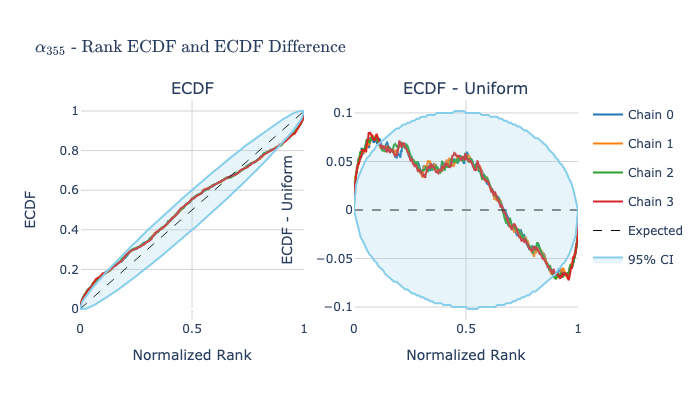 α₃₅₅ - Rank ECDF and ECDF Difference
ECDF
ECDF
1
0.8
0.6
0.4
0.2
0
0
0.5
1
Normalized Rank
ECDF - Uniform
ECDF - Uniform
0.1
0.05
0
−0.05
−0.1
0
0.5
1
Normalized Rank
Chain 0
Chain 1
Chain 2
Chain 3
Expected
95% CI